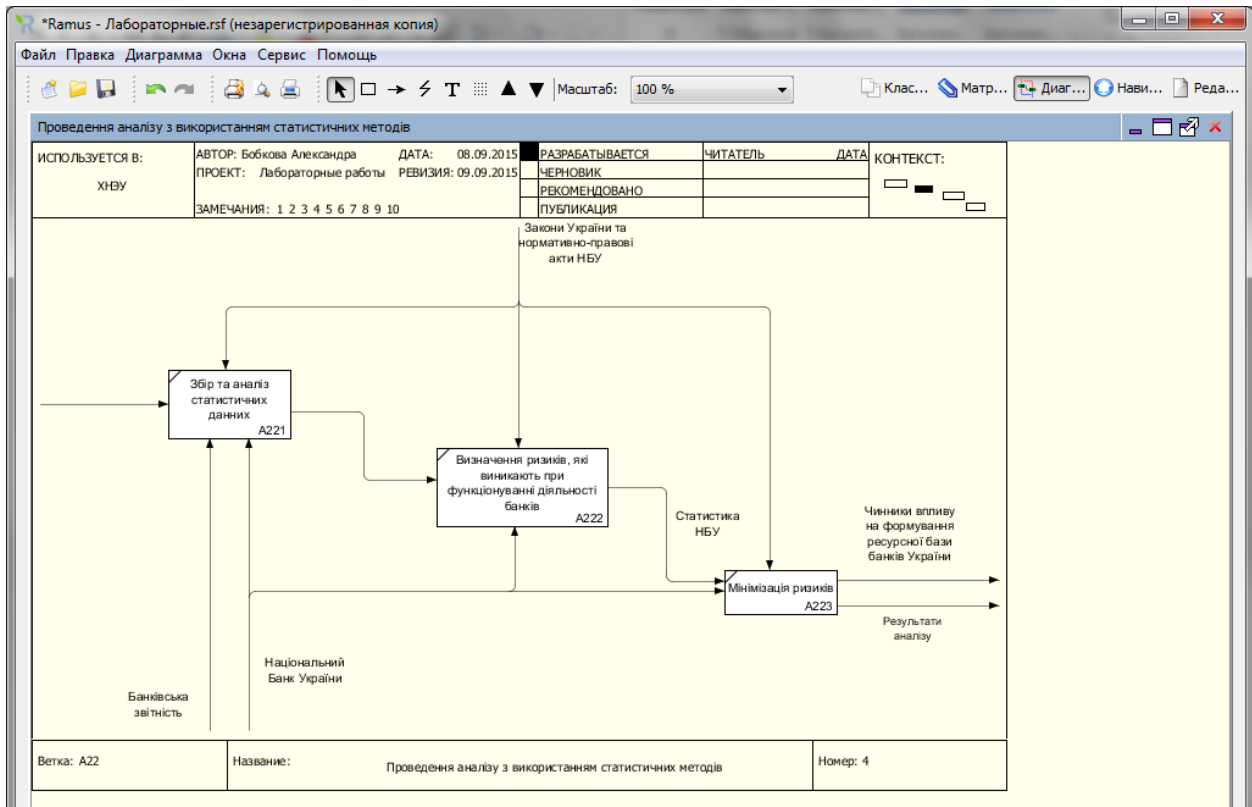 *Ramus - Лабораторные.rsf (незарегистрированная копия)
Файл Правка Диаграмма Окна Сервис Помощь
T Масштаб: 100 % Клас... Матр... Диаг... Нави... Реда...
Проведення аналізу з використанням статистичних методів
ИСПОЛЬЗУЕТСЯ В:
ХНЭУ
АВТОР: Бобкова Александра ДАТА: 08.09.2015
ПРОЕКТ: Лабораторные работы РЕВИЗИЯ: 09.09.2015
ЗАМЕЧАНИЯ: 1 2 3 4 5 6 7 8 9 10
РАЗРАБАТЫВАЕТСЯ
ЧЕРНОВИК
РЕКОМЕНДОВАНО
ПУБЛИКАЦИЯ
ЧИТАТЕЛЬ ДАТА
КОНТЕКСТ:
Закони України та
нормативно-правові
акти НБУ
Збір та аналіз
статистичних
данних
A221
Визначення ризиків, які
виникають при
функціонуванні діяльності
банків
A222
Статистика
НБУ
Чинники впливу
на формування
ресурсної бази
банків України
Мінімізація ризиків
A223
Результати
аналізу
Національний
Банк України
Банківська
звітність
Ветка: A22
Название: Проведення аналізу з використанням статистичних методів
Номер: 4